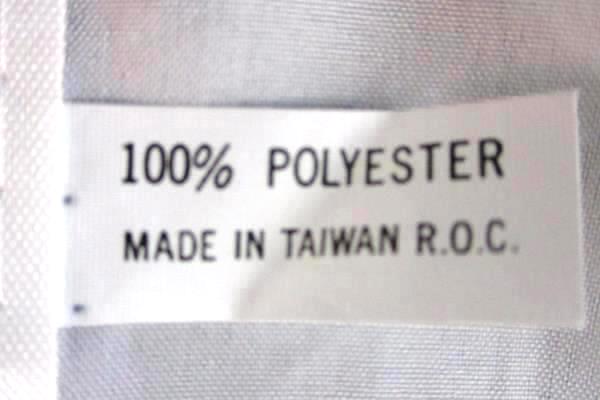 100% POLYESTER
MADE IN TAIWAN R.O.C.